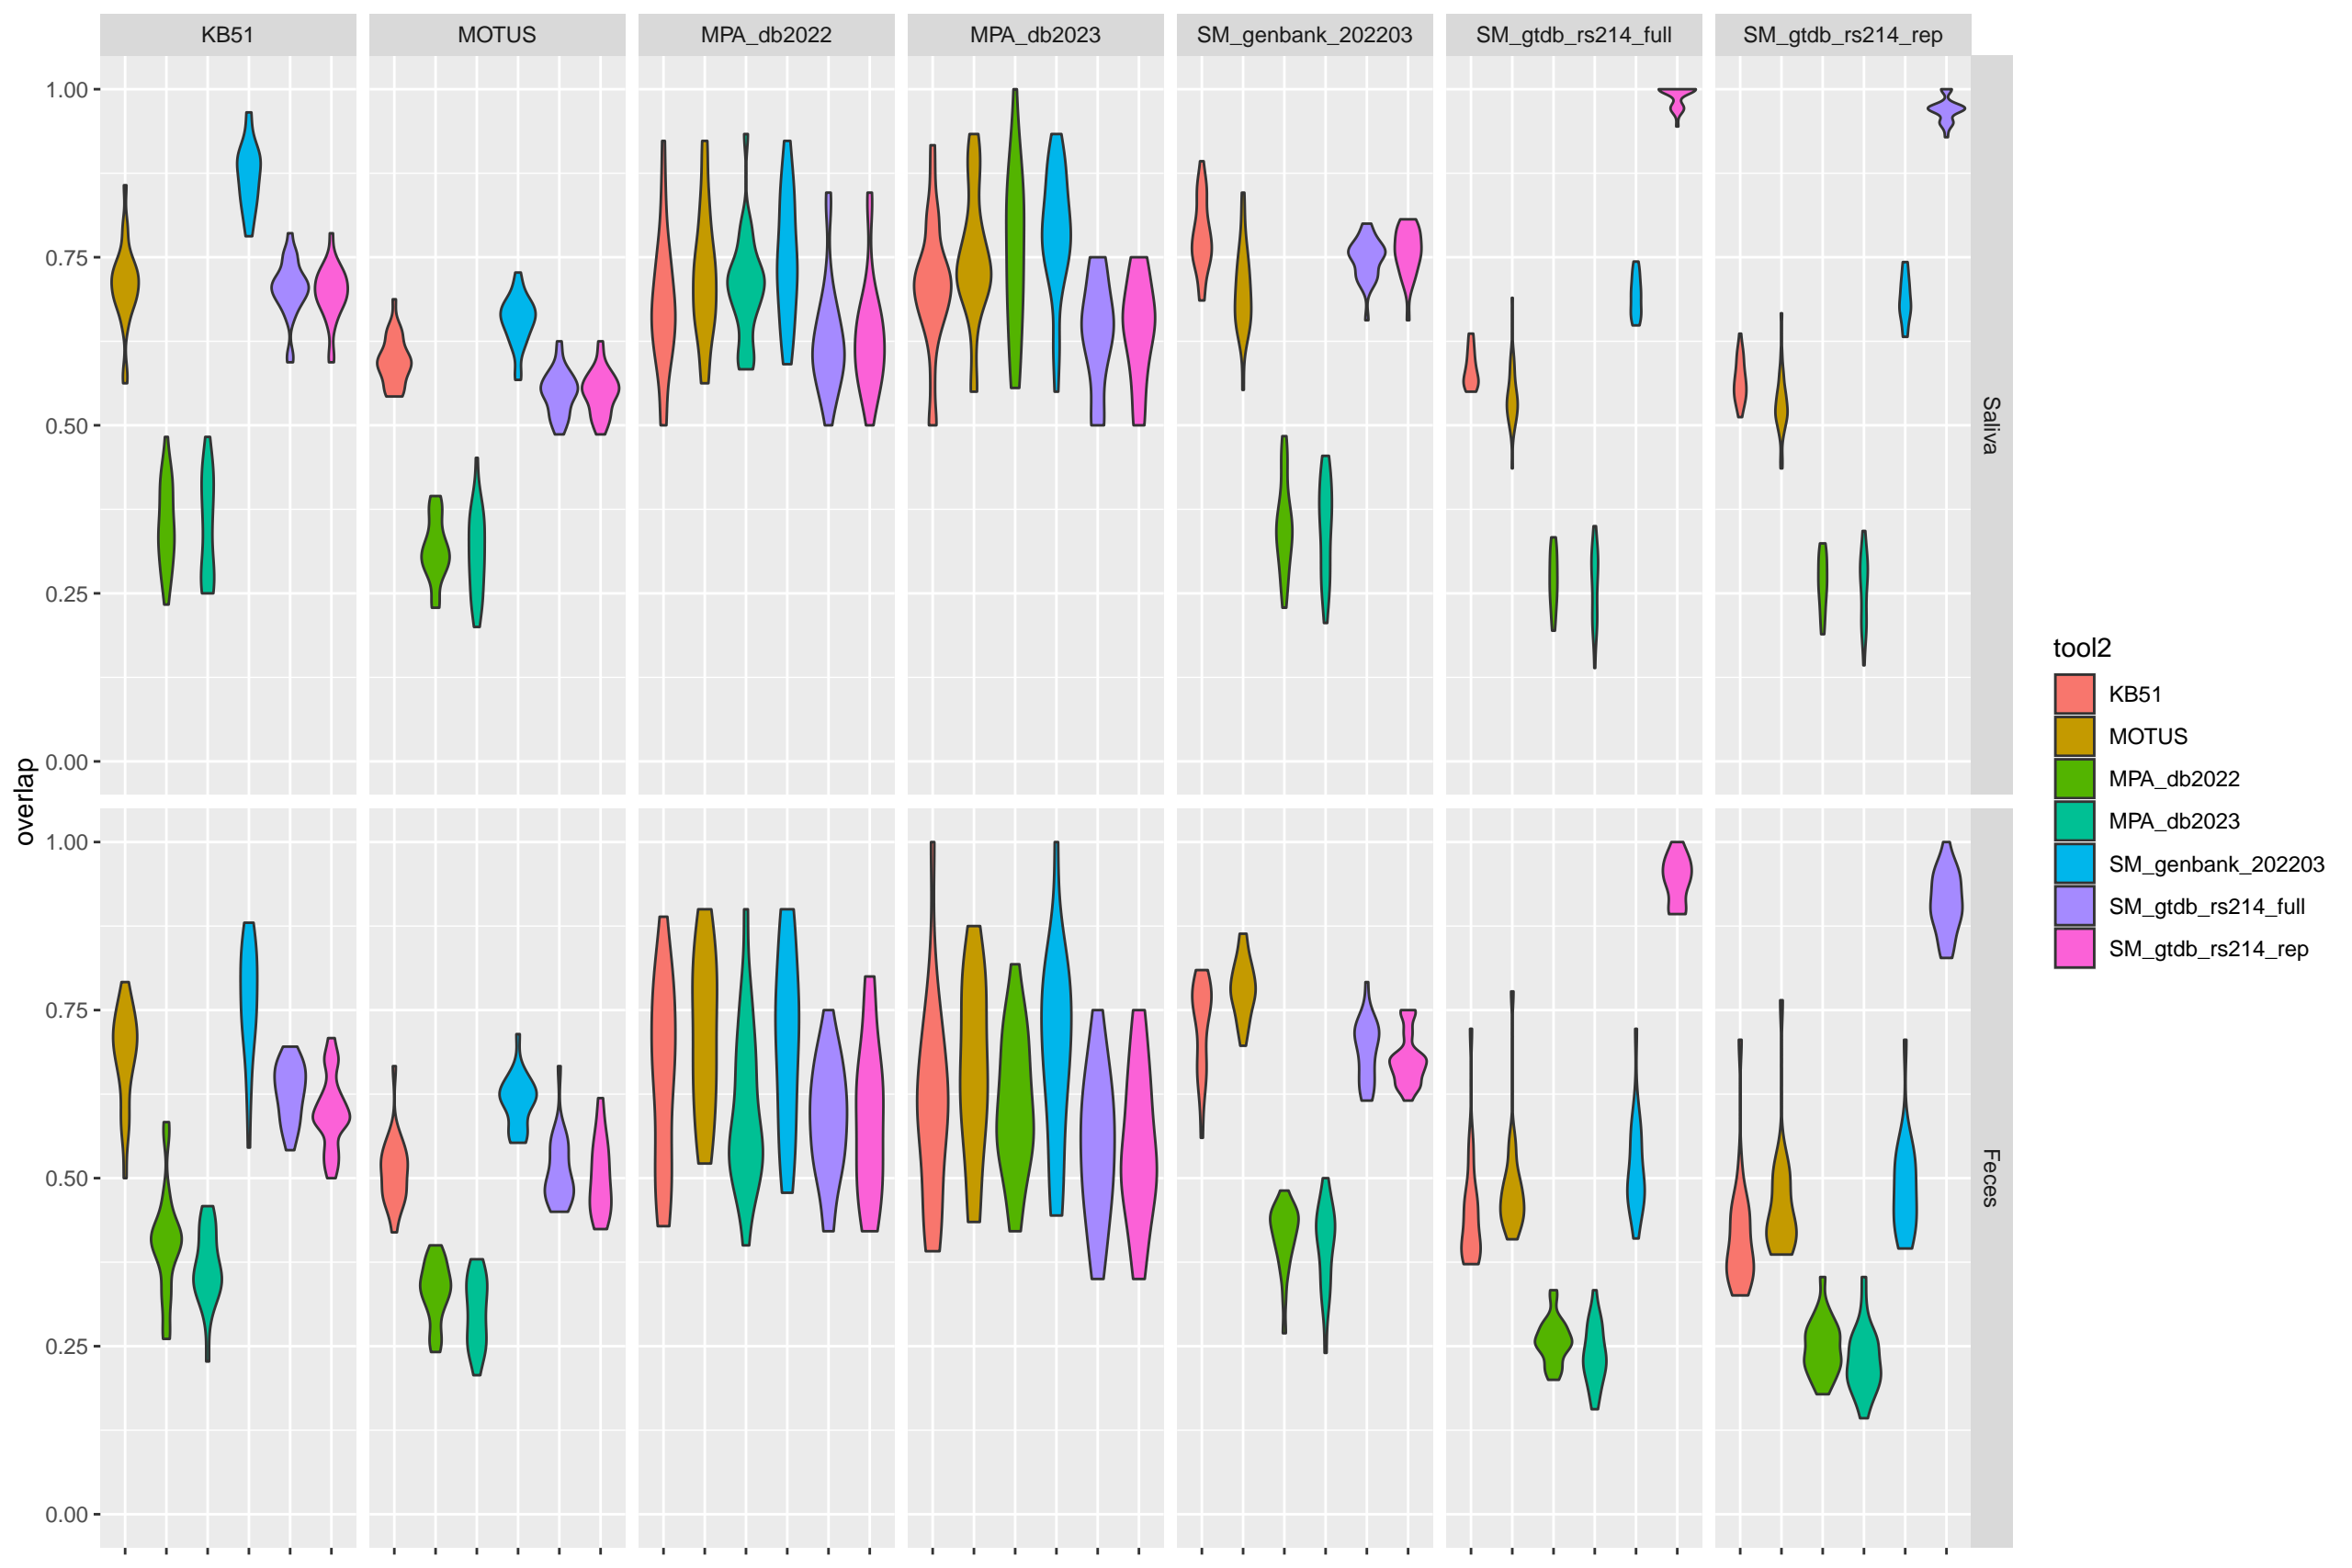 KB51 MOTUS MPA_db2022 MPA_db2023 SM_genbank_202203 SM_gtdb_rs214_full SM_gtdb_rs214_rep
1.00
0.75
0.50
0.25
0.00
Saliva
overlap
1.00
0.75
0.50
0.25
0.00
Feces
tool2
KB51
MOTUS
MPA_db2022
MPA_db2023
SM_genbank_202203
SM_gtdb_rs214_full
SM_gtdb_rs214_rep